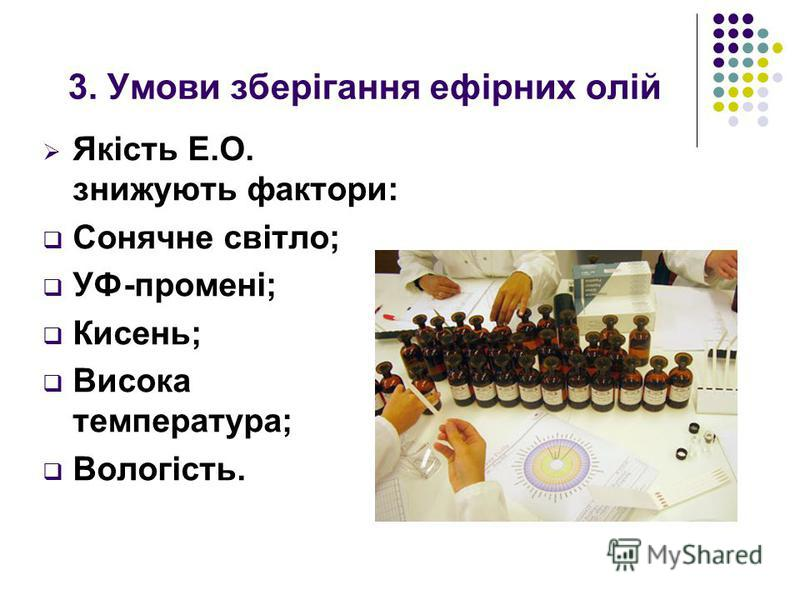 3. Умови зберігання ефірних олій
Якість Е.О.
знижують фактори:
Сонячне світло;
УФ-промені;
Кисень;
Висока
температура;
Вологість.
MyShared